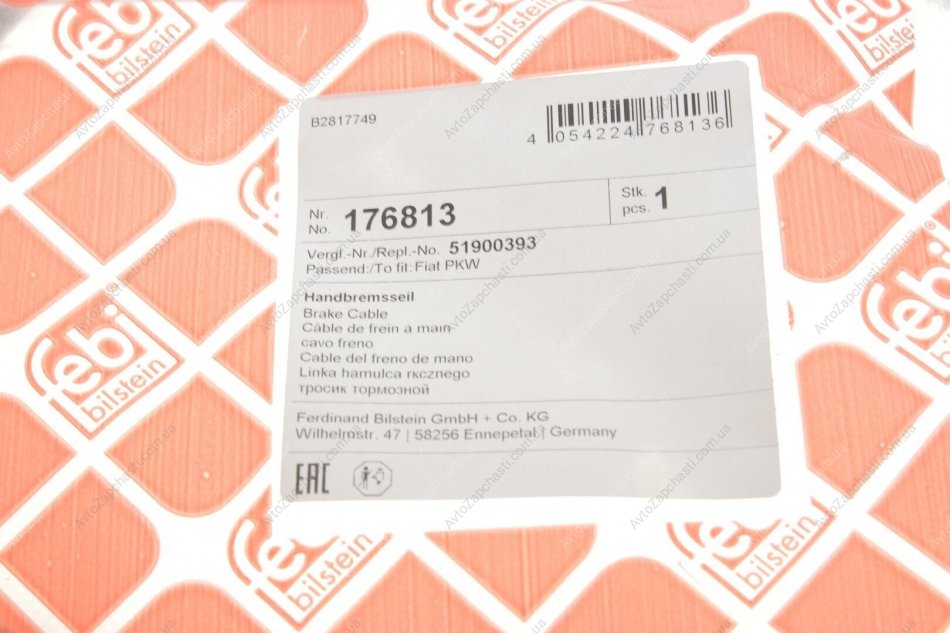 febi
bilstein
bilstein
bilstein
B2817749
4 054224 768136
Nr.
No. 176813
Stk.
pcs. 1
Vergl.-Nr./Repl.-No. 51900393
Passend:/To fit: Fiat PKW
Handbremsseil
Brake Cable
Câble de frein à main
cavo freno
Cable del freno de mano
Linka hamulca rkcznego
тросик тормозной
Ferdinand Bilstein GmbH + Co. KG
Wilhelmstr. 47 | 58256 Ennepetal | Germany
EAC
febi
bilstein
bilstein
febi
bilstein
febi
bilstein
AvtoZapchasti.com.ua